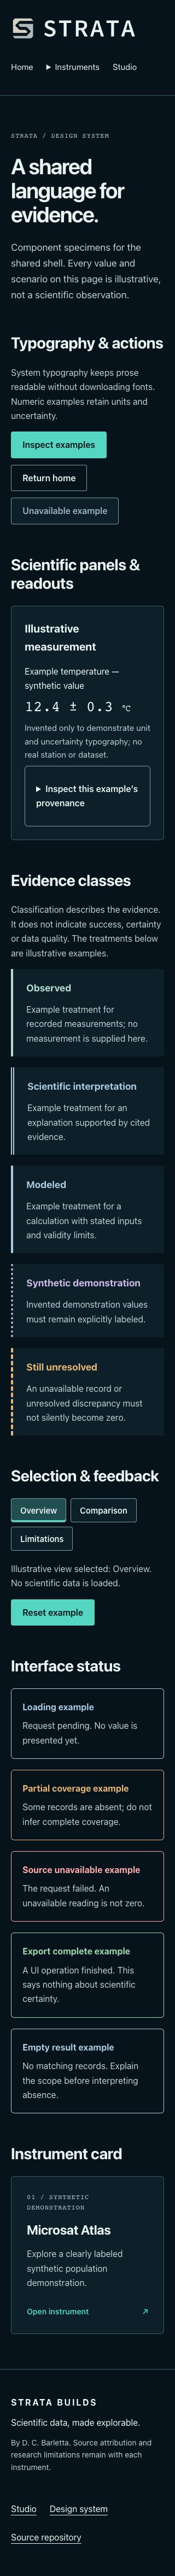 STRATA
Home ▶ Instruments Studio
STRATA / DESIGN SYSTEM
A shared
language for
evidence.
Component specimens for the
shared shell. Every value and
scenario on this page is illustrative,
not a scientific observation.
Typography & actions
System typography keeps prose
readable without downloading fonts.
Numeric examples retain units and
uncertainty.
Inspect examples
Return home
Unavailable example
Scientific panels &
readouts
Illustrative
measurement
Example temperature —
synthetic value
12.4 ± 0.3 °C
Invented only to demonstrate unit
and uncertainty typography; no
real station or dataset.
▶ Inspect this example’s
provenance
Evidence classes
Classification describes the evidence.
It does not indicate success, certainty
or data quality. The treatments below
are illustrative examples.
Observed
Example treatment for
recorded measurements; no
measurement is supplied here.
Scientific interpretation
Example treatment for an
explanation supported by cited
evidence.
Modeled
Example treatment for a
calculation with stated inputs
and validity limits.
Synthetic demonstration
Invented demonstration values
must remain explicitly labeled.
Still unresolved
An unavailable record or
unresolved discrepancy must
not silently become zero.
Selection & feedback
Overview Comparison
Limitations
Illustrative view selected: Overview.
No scientific data is loaded.
Reset example
Interface status
Loading example
Request pending. No value is
presented yet.
Partial coverage example
Some records are absent; do not
infer complete coverage.
Source unavailable example
The request failed. An
unavailable reading is not zero.
Export complete example
A UI operation finished. This
says nothing about scientific
certainty.
Empty result example
No matching records. Explain
the scope before interpreting
absence.
Instrument card
01 / SYNTHETIC
DEMONSTRATION
Microsat Atlas
Explore a clearly labeled
synthetic population
demonstration.
Open instrument ↗
STRATA BUILDS
Scientific data, made explorable.
By D. C. Barletta. Source attribution and
research limitations remain with each
instrument.
Studio Design system
Source repository